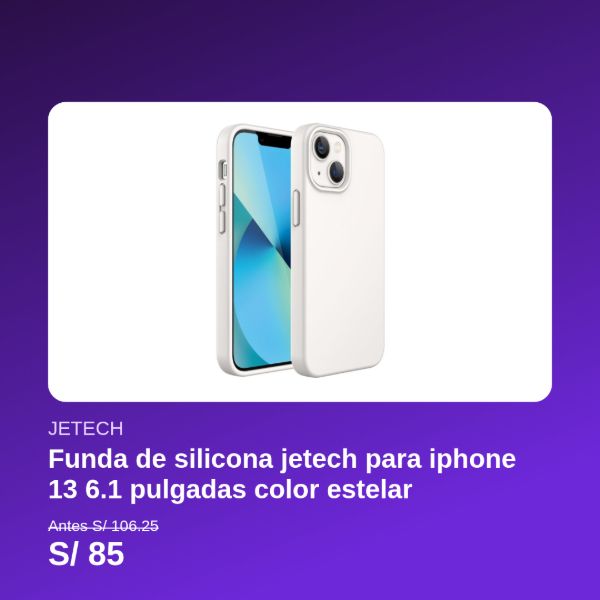 JETECH
Funda de silicona jetech para iphone
13 6.1 pulgadas color estelar
Antes S/ 106.25
S/ 85